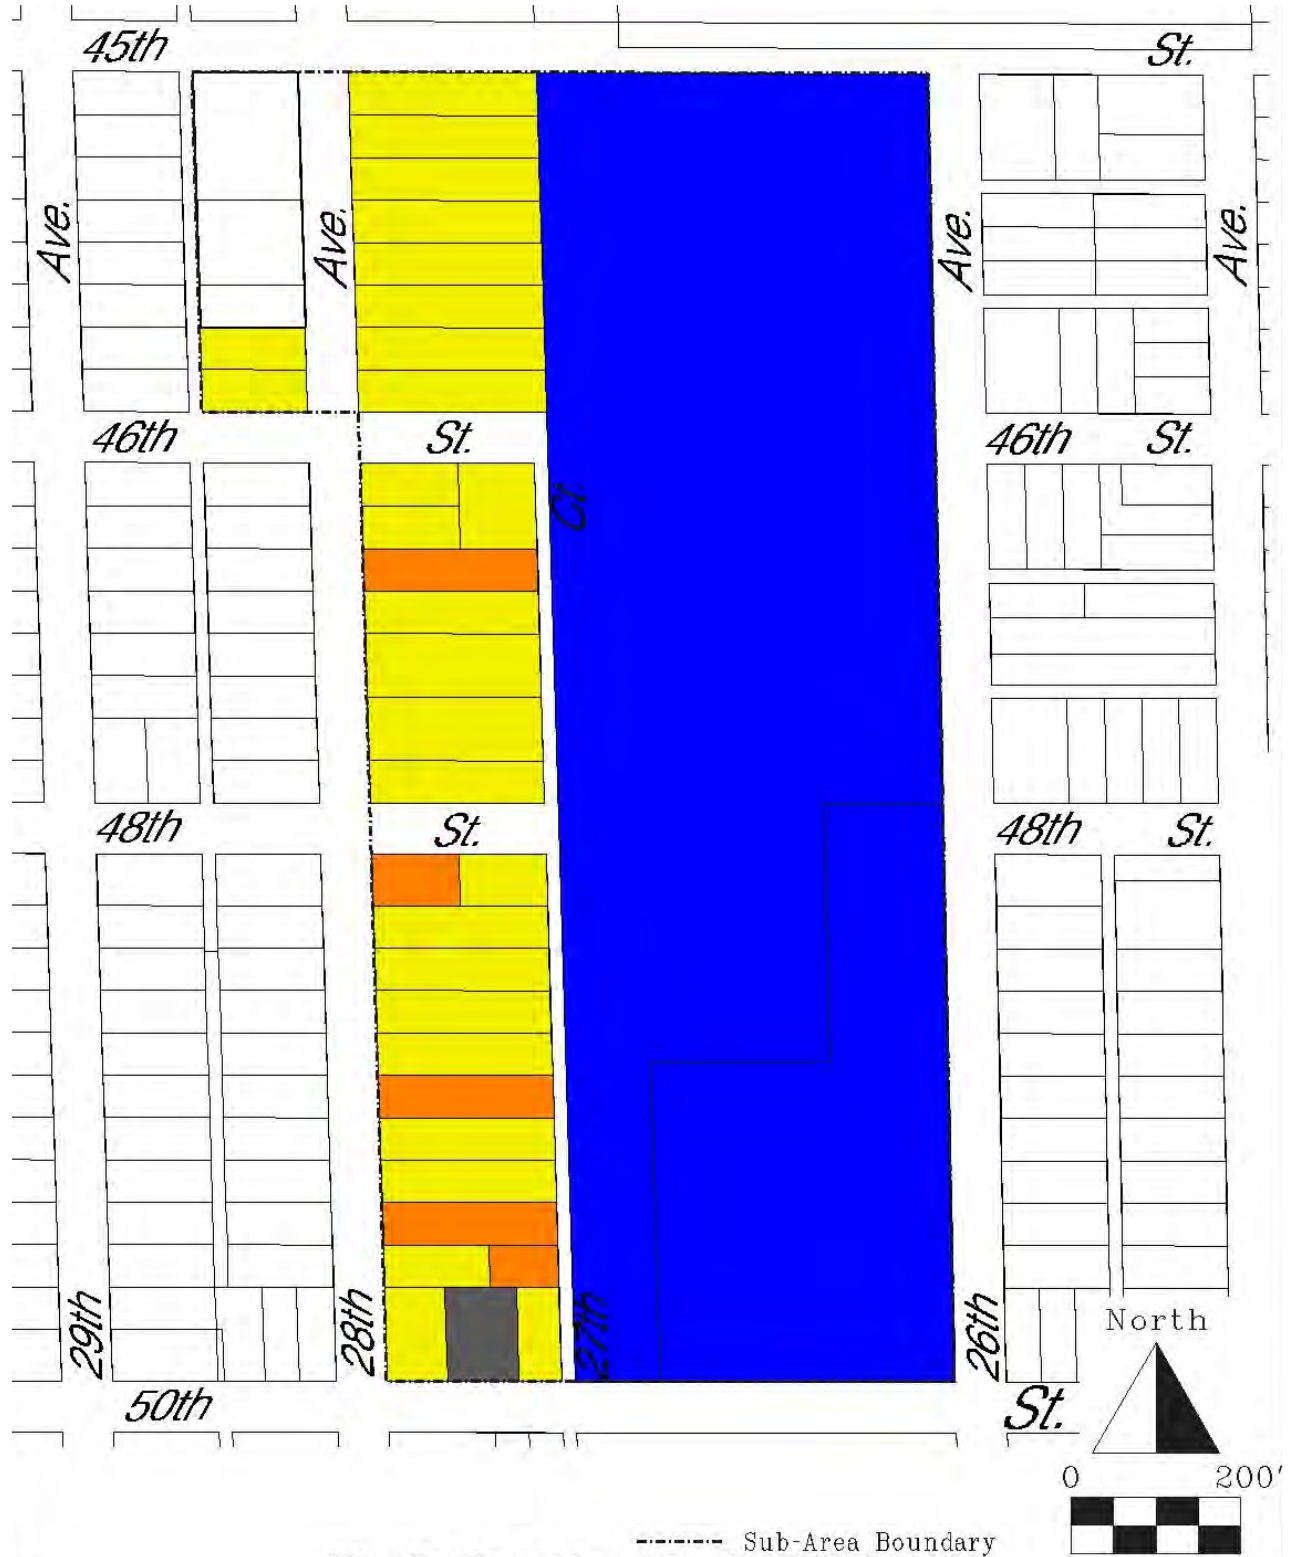 45th
St.
Ave.
Ave.
Ave.
Ave.
46th
St.
46th
St.
Ct.
48th
St.
48th
St.
29th
28th
27th
26th
North
50th
St.
0
200'
Sub-Area Boundary